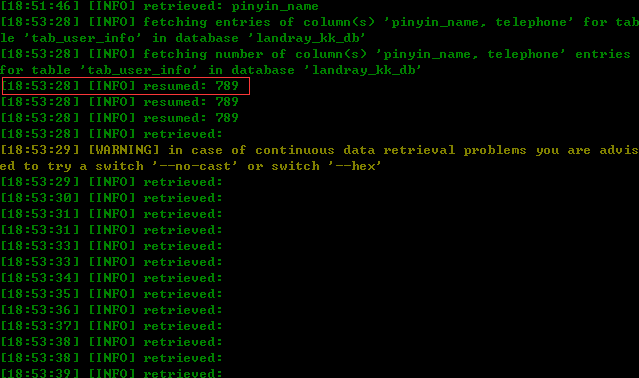 [18:51:46] [INFO] retrieved: pinyin_name
[18:53:28] [INFO] fetching entries of column(s) 'pinyin_name, telephone' for tab
le 'tab_user_info' in database 'landray_kk_db'
[18:53:28] [INFO] fetching number of column(s) 'pinyin_name, telephone' entries
for table 'tab_user_info' in database 'landray_kk_db'
[18:53:28] [INFO] resumed: 789
[18:53:28] [INFO] resumed: 789
[18:53:28] [INFO] resumed: 789
[18:53:28] [INFO] retrieved:
[18:53:29] [WARNING] in case of continuous data retrieval problems you are advis
ed to try a switch '--no-cast' or switch '--hex'
[18:53:29] [INFO] retrieved:
[18:53:30] [INFO] retrieved:
[18:53:31] [INFO] retrieved:
[18:53:31] [INFO] retrieved:
[18:53:33] [INFO] retrieved:
[18:53:33] [INFO] retrieved:
[18:53:34] [INFO] retrieved:
[18:53:35] [INFO] retrieved:
[18:53:36] [INFO] retrieved:
[18:53:37] [INFO] retrieved:
[18:53:38] [INFO] retrieved:
[18:53:38] [INFO] retrieved:
[18:53:39] [INFO] retrieved: